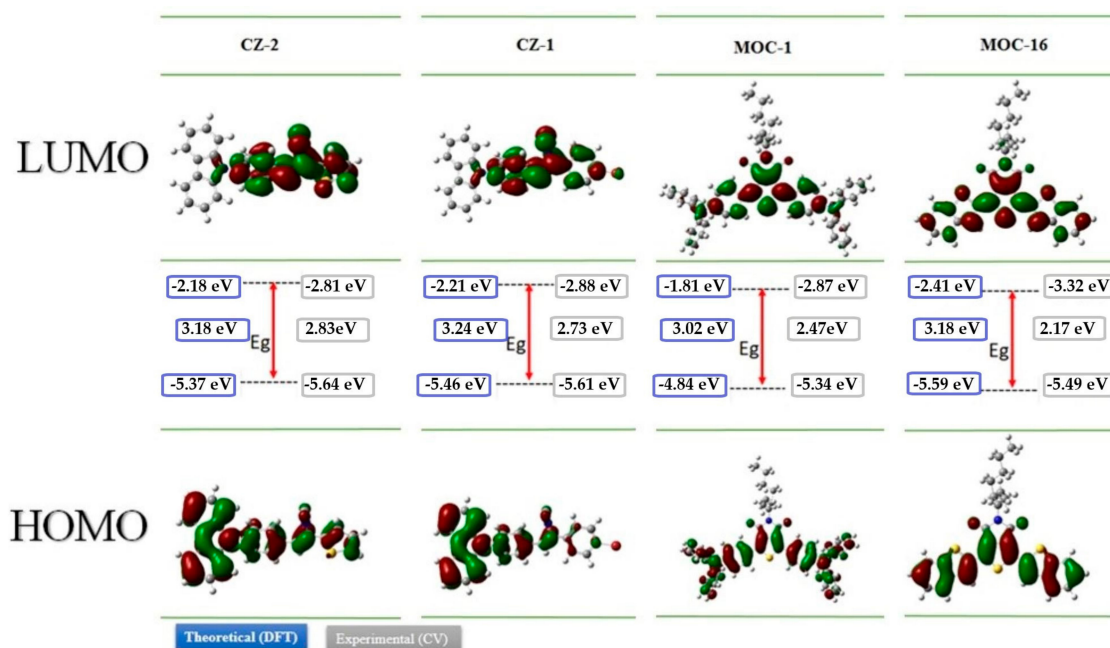 CZ-2 CZ-1 MOC-1 MOC-16
LUMO
-2.18 eV -2.81 eV -2.21 eV -2.88 eV -1.81 eV -2.87 eV -2.41 eV -3.32 eV
3.18 eV Eg 2.83eV 3.24 eV Eg 2.73 eV 3.02 eV Eg 2.47eV 3.18 eV Eg 2.17 eV
-5.37 eV -5.64 eV -5.46 eV -5.61 eV -4.84 eV -5.34 eV -5.59 eV -5.49 eV
HOMO
Theoretical (DFT) Experimental (CV)